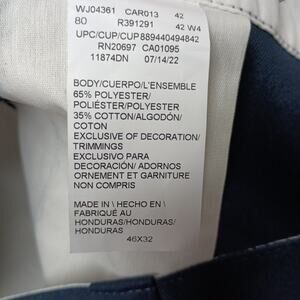 WJ04361 CAR013 42
80 R391291 42 W4
UPC/CUP/CUP889440494842
RN20697 CA01095
11874DN 07/14/22
BODY/CUERPO/L'ENSEMBLE
65% POLYESTER/
POLIÉSTER/POLYESTER
35% COTTON/ALGODÓN/
COTON
EXCLUSIVE OF DECORATION/
TRIMMINGS
EXCLUSIVO PARA
DECORACIÓN/ ADORNOS
ORNEMENT ET GARNITURE
NON COMPRIS
MADE IN \ HECHO EN \
FABRIQUÉ AU
HONDURAS/HONDURAS/
HONDURAS
46X32